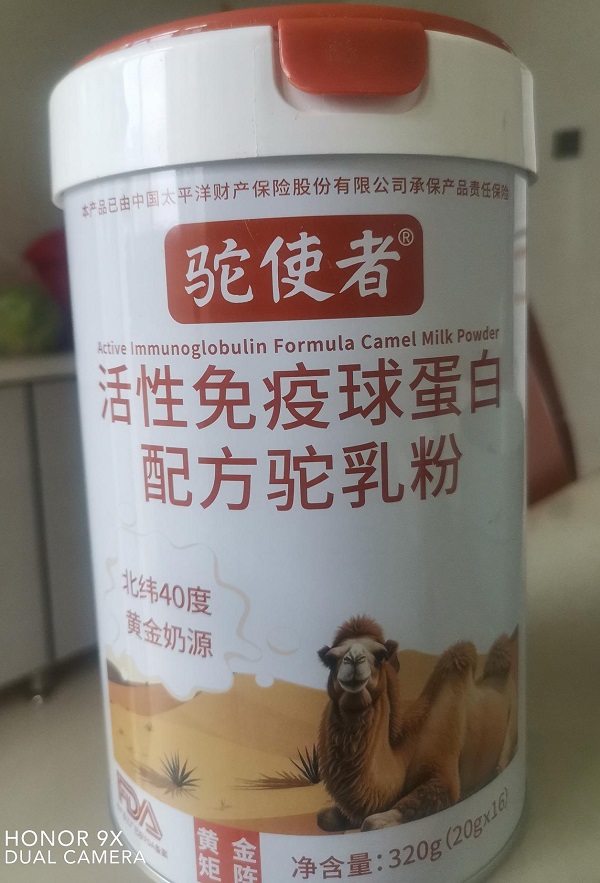 本产品已由中国太平洋财产保险股份有限公司承保产品责任保险
驼使者®
Active Immunoglobulin Formula Camel Milk Powder
活性免疫球蛋白
配方驼乳粉
北纬40度
黄金奶源
FDA
黄金
矩阵
净含量:320g(20gx16)
HONOR 9X
DUAL CAMERA